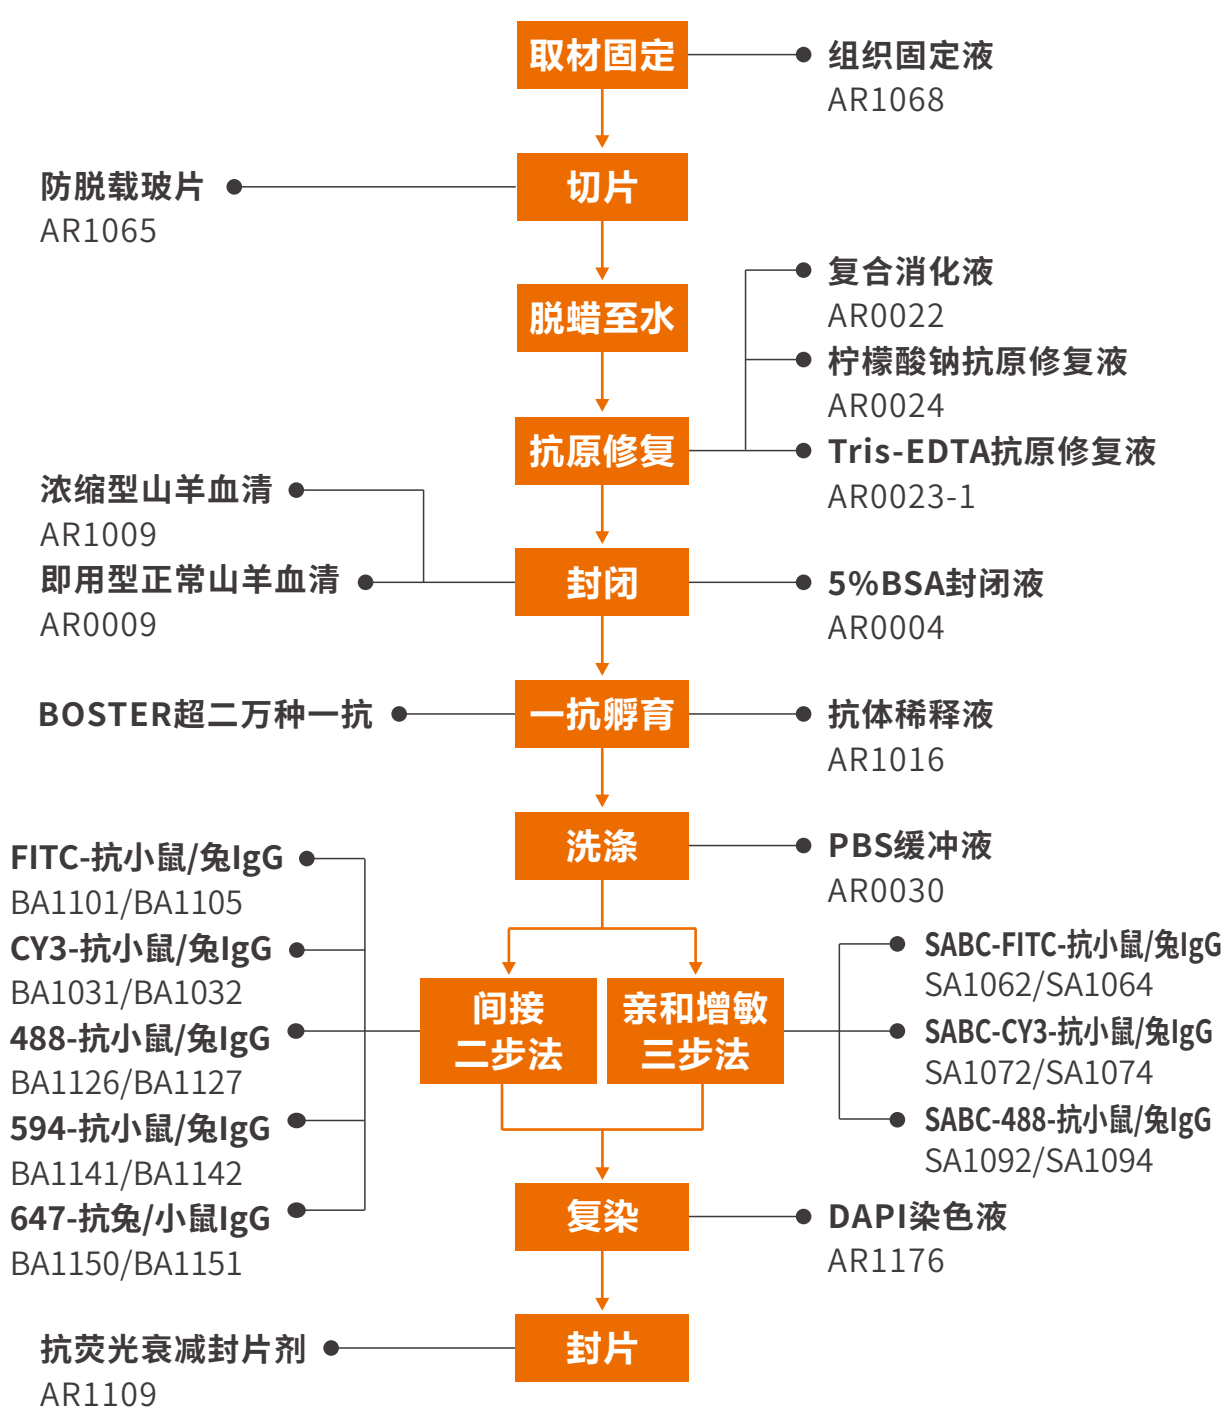 取材固定
组织固定液
AR1068
防脱载玻片
AR1065
切片
脱蜡至水
复合消化液
AR0022
柠檬酸钠抗原修复液
AR0024
Tris-EDTA抗原修复液
AR0023-1
抗原修复
浓缩型山羊血清
AR1009
即用型正常山羊血清
AR0009
封闭
5%BSA封闭液
AR0004
BOSTER超二万种一抗
一抗孵育
抗体稀释液
AR1016
洗涤
PBS缓冲液
AR0030
FITC-抗小鼠/兔IgG
BA1101/BA1105
CY3-抗小鼠/兔IgG
BA1031/BA1032
488-抗小鼠/兔IgG
BA1126/BA1127
594-抗小鼠/兔IgG
BA1141/BA1142
647-抗兔/小鼠IgG
BA1150/BA1151
间接
二步法
亲和增敏
三步法
SABC-FITC-抗小鼠/兔IgG
SA1062/SA1064
SABC-CY3-抗小鼠/兔IgG
SA1072/SA1074
SABC-488-抗小鼠/兔IgG
SA1092/SA1094
复染
DAPI染色液
AR1176
抗荧光衰减封片剂
AR1109
封片